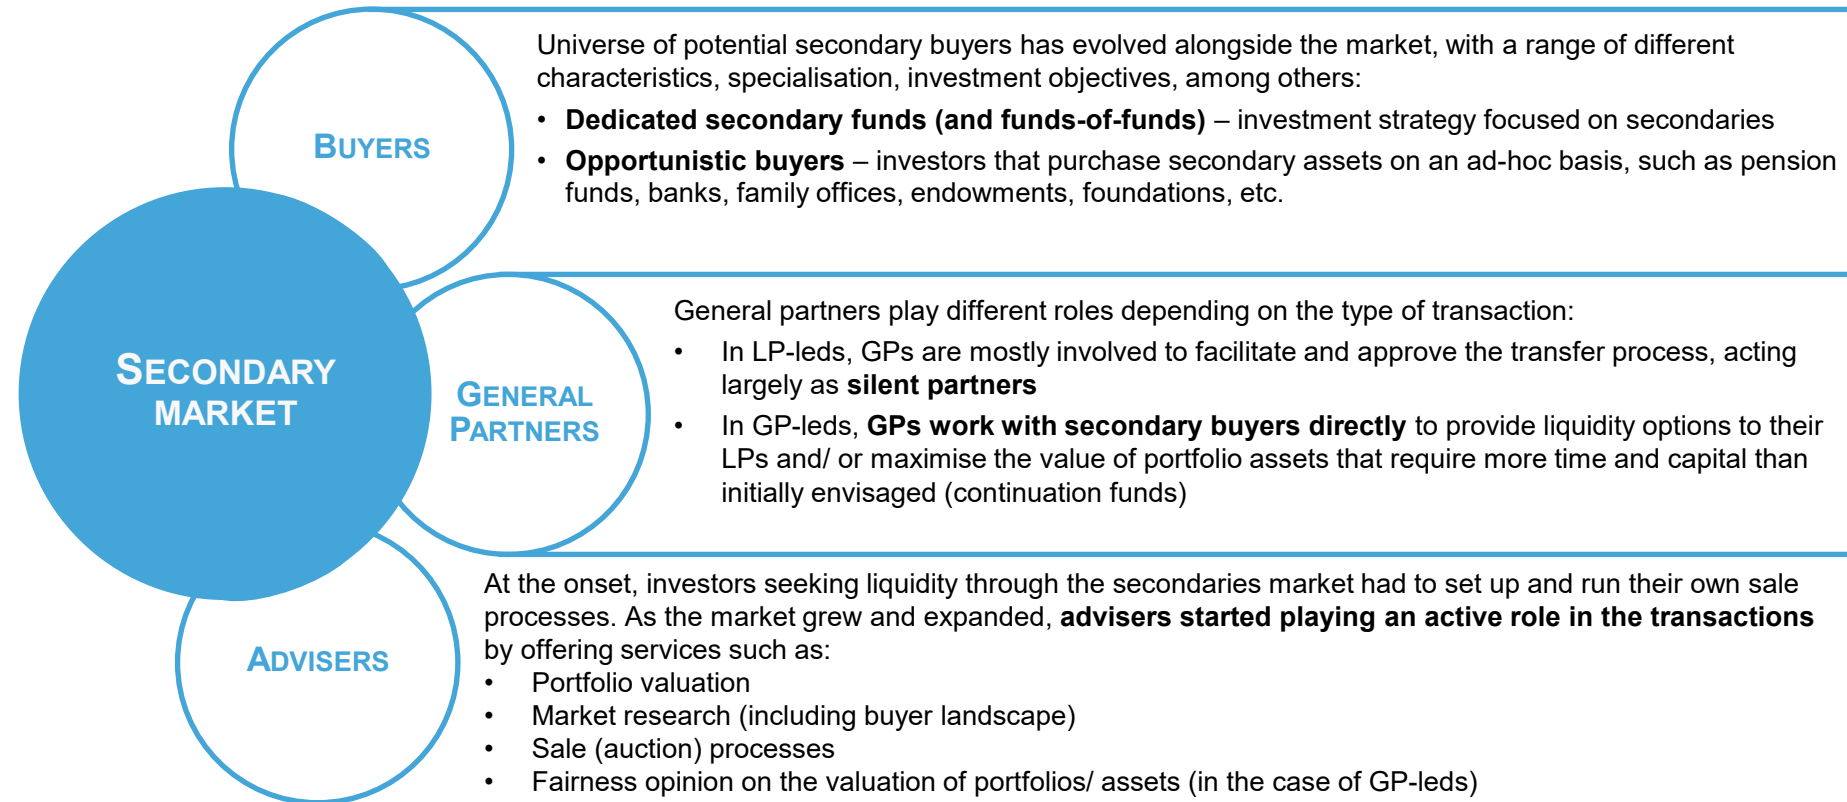 SECONDARY
MARKET
BUYERS
Universe of potential secondary buyers has evolved alongside the market, with a range of different
characteristics, specialisation, investment objectives, among others:
• Dedicated secondary funds (and funds-of-funds) – investment strategy focused on secondaries
• Opportunistic buyers – investors that purchase secondary assets on an ad-hoc basis, such as pension
funds, banks, family offices, endowments, foundations, etc.
GENERAL
PARTNERS
General partners play different roles depending on the type of transaction:
• In LP-leds, GPs are mostly involved to facilitate and approve the transfer process, acting
largely as silent partners
• In GP-leds, GPs work with secondary buyers directly to provide liquidity options to their
LPs and/ or maximise the value of portfolio assets that require more time and capital than
initially envisaged (continuation funds)
ADVISERS
At the onset, investors seeking liquidity through the secondaries market had to set up and run their own sale
processes. As the market grew and expanded, advisers started playing an active role in the transactions
by offering services such as:
• Portfolio valuation
• Market research (including buyer landscape)
• Sale (auction) processes
• Fairness opinion on the valuation of portfolios/ assets (in the case of GP-leds)